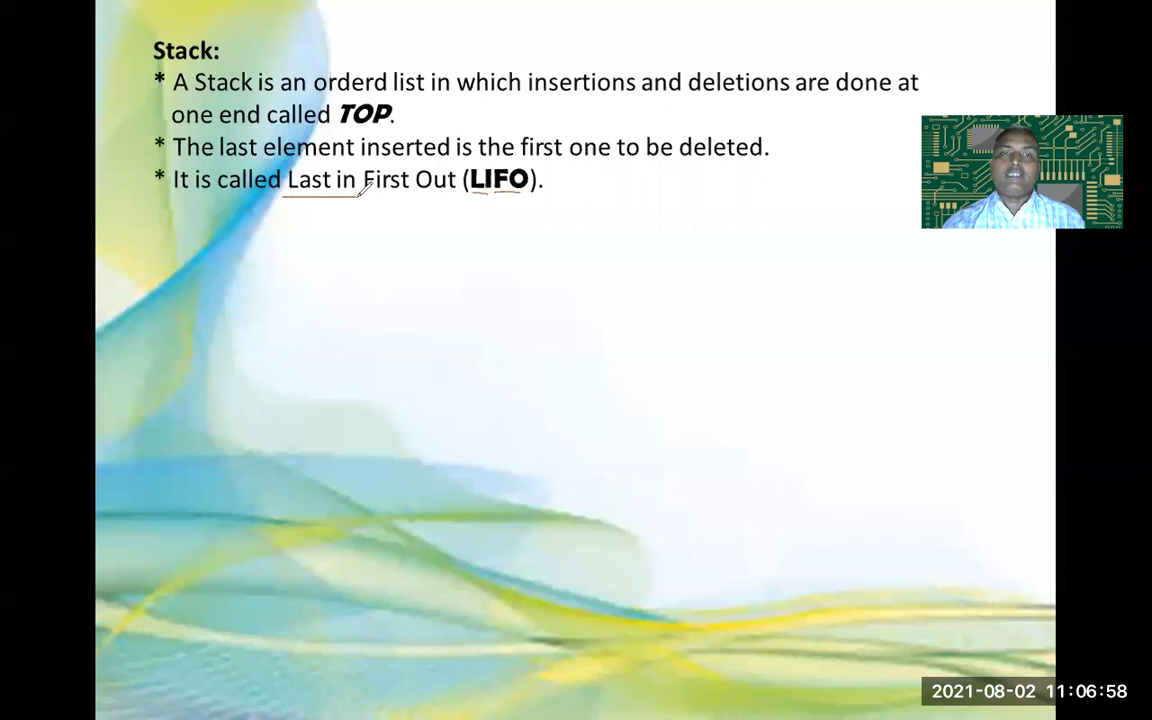 Stack:
* A Stack is an orderd list in which insertions and deletions are done at
one end called TOP.
* The last element inserted is the first one to be deleted.
* It is called Last in First Out (LIFO).
2021-08-02 11:06:58